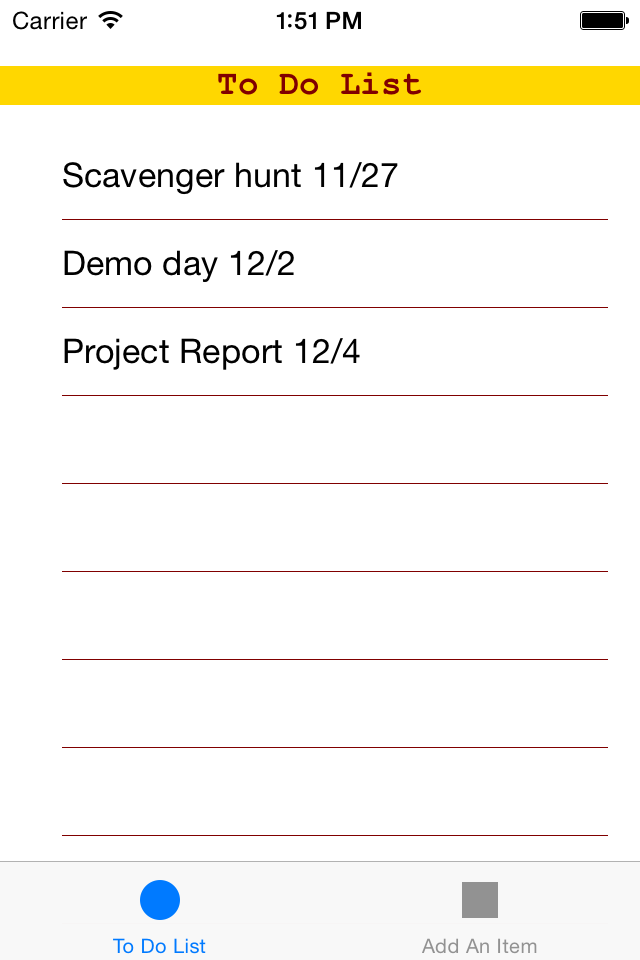 Carrier 1:51 PM
To Do List
Scavenger hunt 11/27
Demo day 12/2
Project Report 12/4
To Do List Add An Item